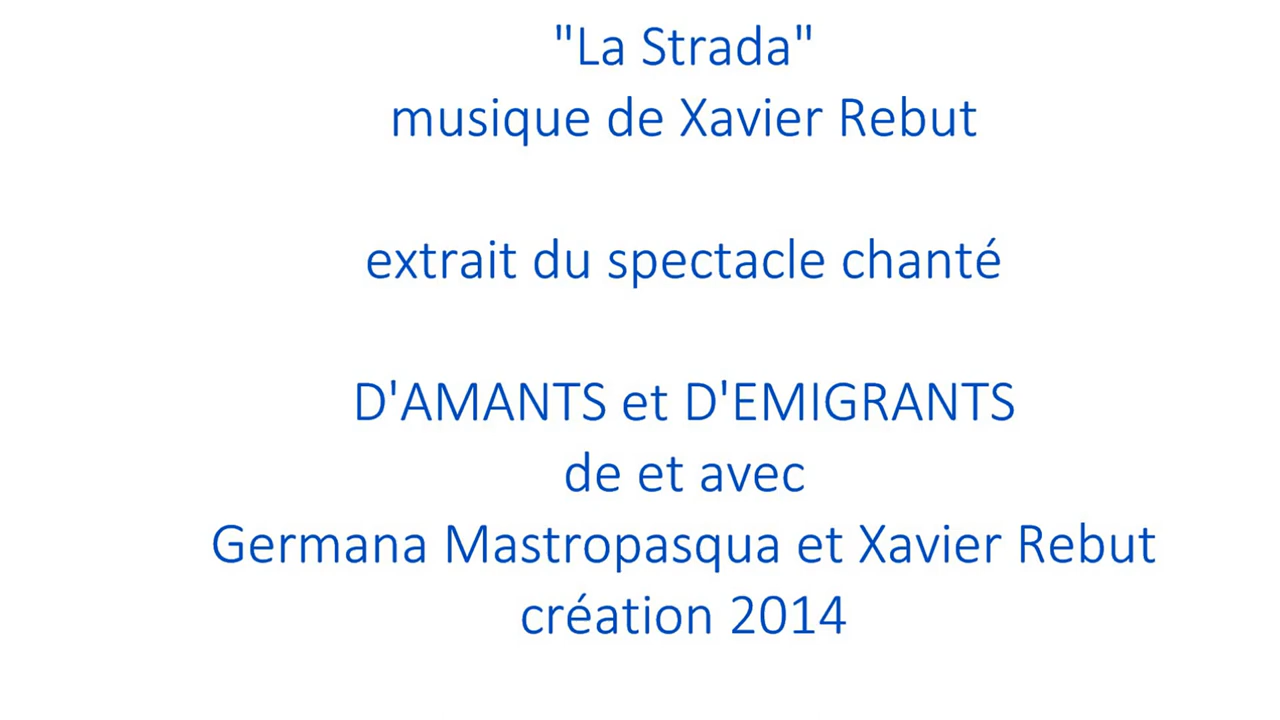 "La Strada"
musique de Xavier Rebut
extrait du spectacle chanté
D'AMANTS et D'EMIGRANTS
de et avec
Germana Mastropasqua et Xavier Rebut
création 2014